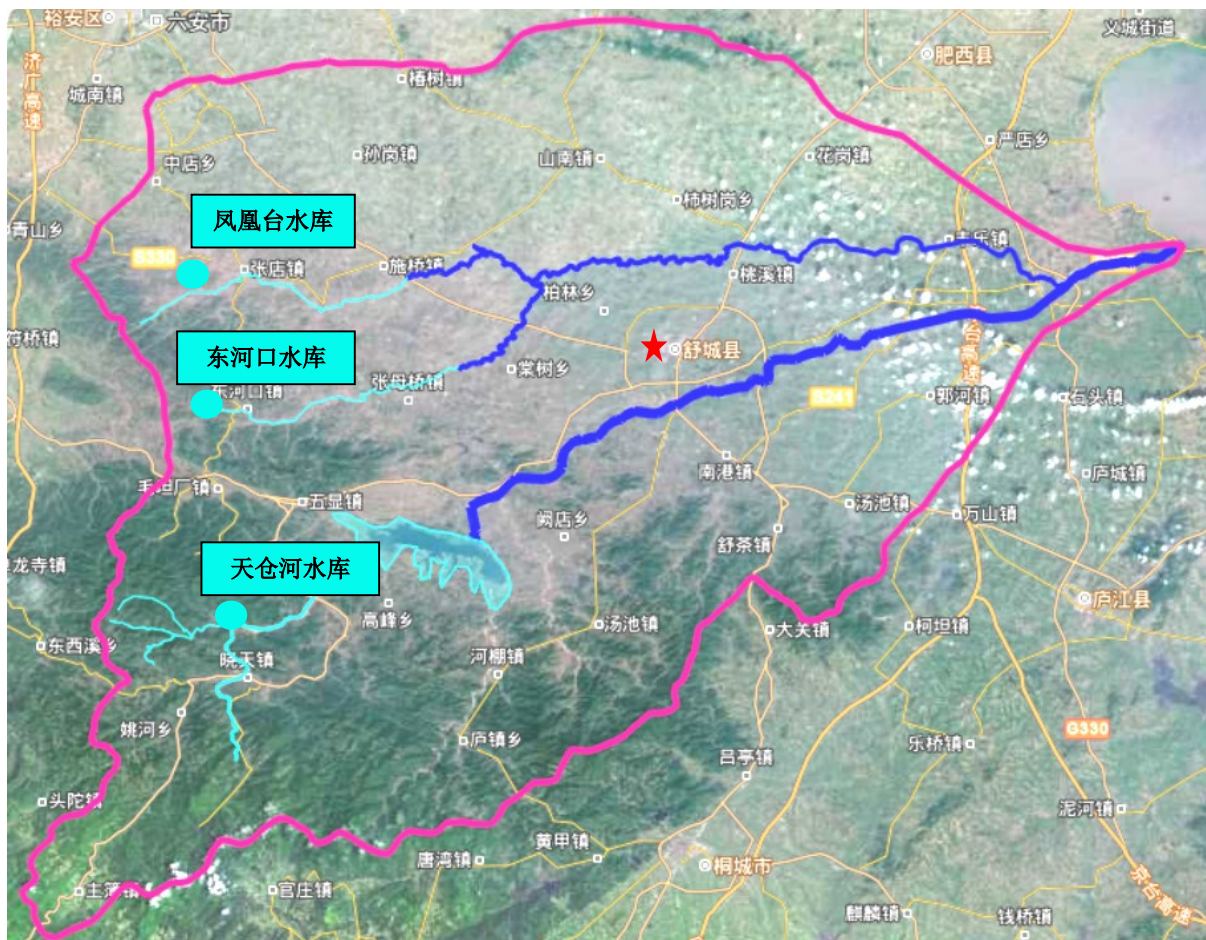 裕安区
六安市
义城街道
肥西县
济广高速
城南镇
椿树镇
严店乡
孙岗镇
山南镇
花岗镇
中店乡
柿树岗乡
凤凰台水库
青山乡
S330
张店镇
施桥镇
桃溪镇
柏林乡
符桥镇
东河口水库
舒城县
东河口镇
张母桥镇
棠树乡
S241
郭河镇
石头镇
南港镇
庐城镇
毛坦厂镇
五显镇
阙店乡
汤池镇
万山镇
舒茶镇
天仓河水库
龙寺镇
高峰乡
庐江县
汤池镇
大关镇
柯坦镇
东西溪乡
晓天镇
河棚镇
姚河乡
庐镇乡
乐桥镇
G330
吕亭镇
头陀镇
泥河镇
黄甲镇
唐湾镇
桐城市
主簿镇
官庄镇
京台高速
麒麟镇
钱桥镇